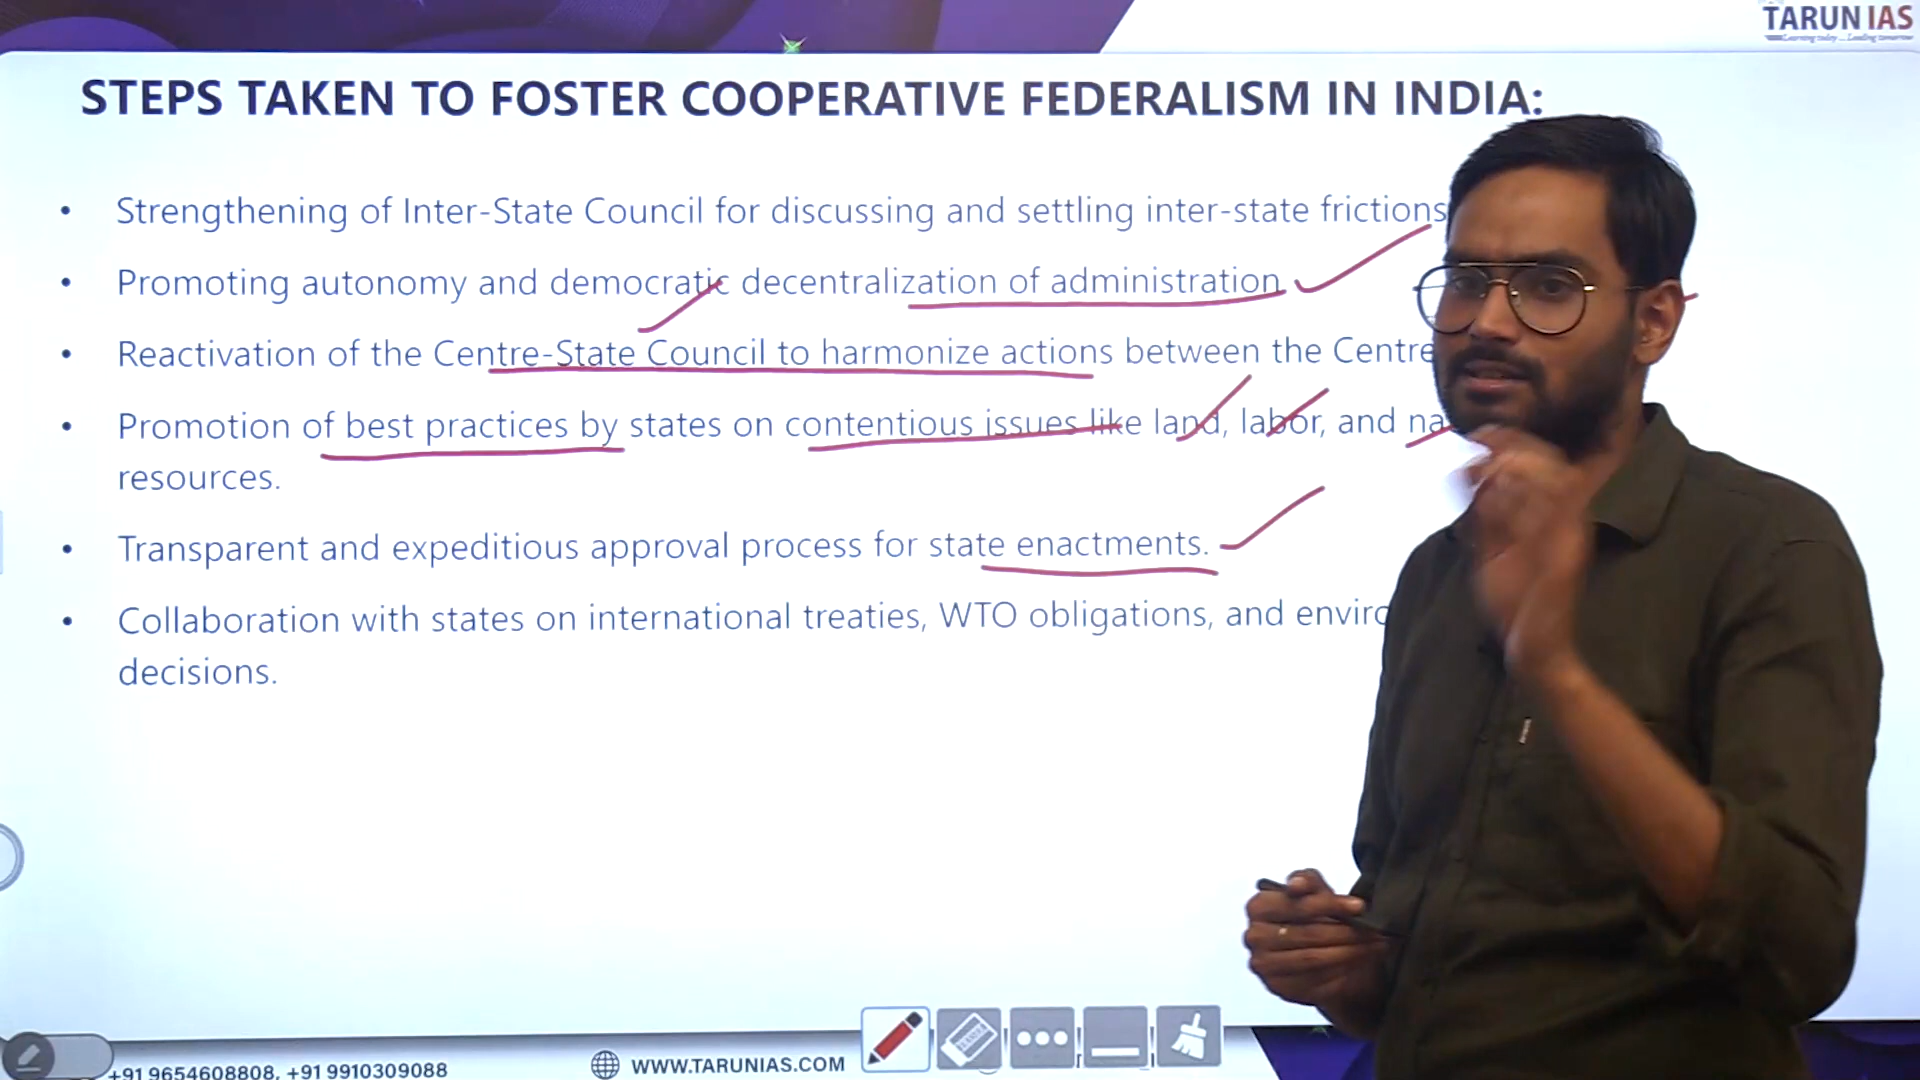 TARUN IAS
Learning today ...Leading tomorrow
STEPS TAKEN TO FOSTER COOPERATIVE FEDERALISM IN INDIA:
• Strengthening of Inter-State Council for discussing and settling inter-state frictions
• Promoting autonomy and democratic decentralization of administration
• Reactivation of the Centre-State Council to harmonize actions between the Centre
• Promotion of best practices by states on contentious issues like land, labor, and
resources.
• Transparent and expeditious approval process for state enactments.
• Collaboration with states on international treaties, WTO obligations, and
decisions.
+91 9654608808, +91 9910309088
WWW.TARUNIAS.COM